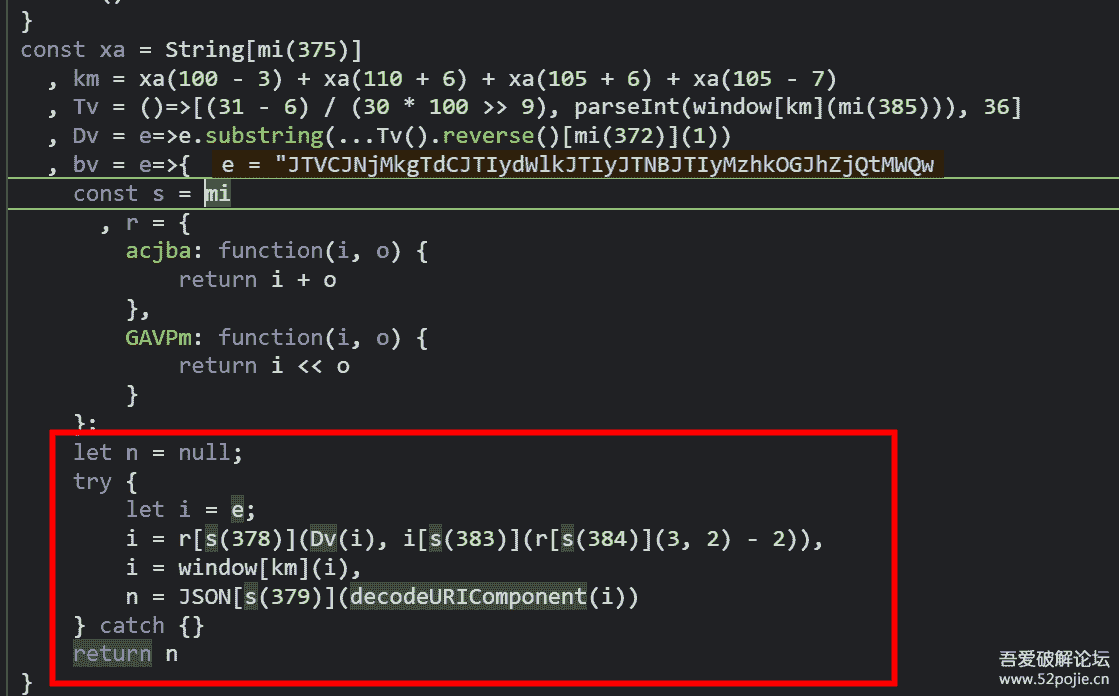 }
const xa = String[mi(375)]
, km = xa(100 - 3) + xa(110 + 6) + xa(105 + 6) + xa(105 - 7)
, Tv = ()=>[(31 - 6) / (30 * 100 >> 9), parseInt(window[km](mi(385))), 36]
, Dv = e=>e.substring(...Tv().reverse()[mi(372)](1))
, bv = e=>{ e = "JTVCJNjMkgTdCJTIydWlkJTIyJTNBJTIyMzhkOGJhZjQtMWQw
const s = mi
, r = {
acjba: function(i, o) {
return i + o
},
GAVPm: function(i, o) {
return i << o
}
};
let n = null;
try {
let i = e;
i = r[s(378)](Dv(i), i[s(383)](r[s(384)](3, 2) - 2)),
i = window[km](i),
n = JSON[s(379)](decodeURIComponent(i))
} catch {}
return n
}
吾爱破解论坛
www.52pojie.cn